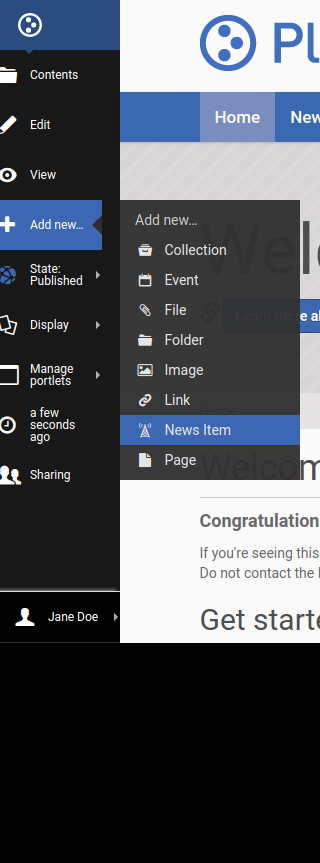 Contents
Edit
View
Add new...
State:
Published
Display
Manage
portlets
a few
seconds
ago
Sharing
Jane Doe
Add new...
Collection
Event
File
Folder
Image
Link
News Item
Page
Pl
Home New
Wel
Learn more a
Home
Welcom
Congratulation
If you're seeing this
Do not contact the
Get starte